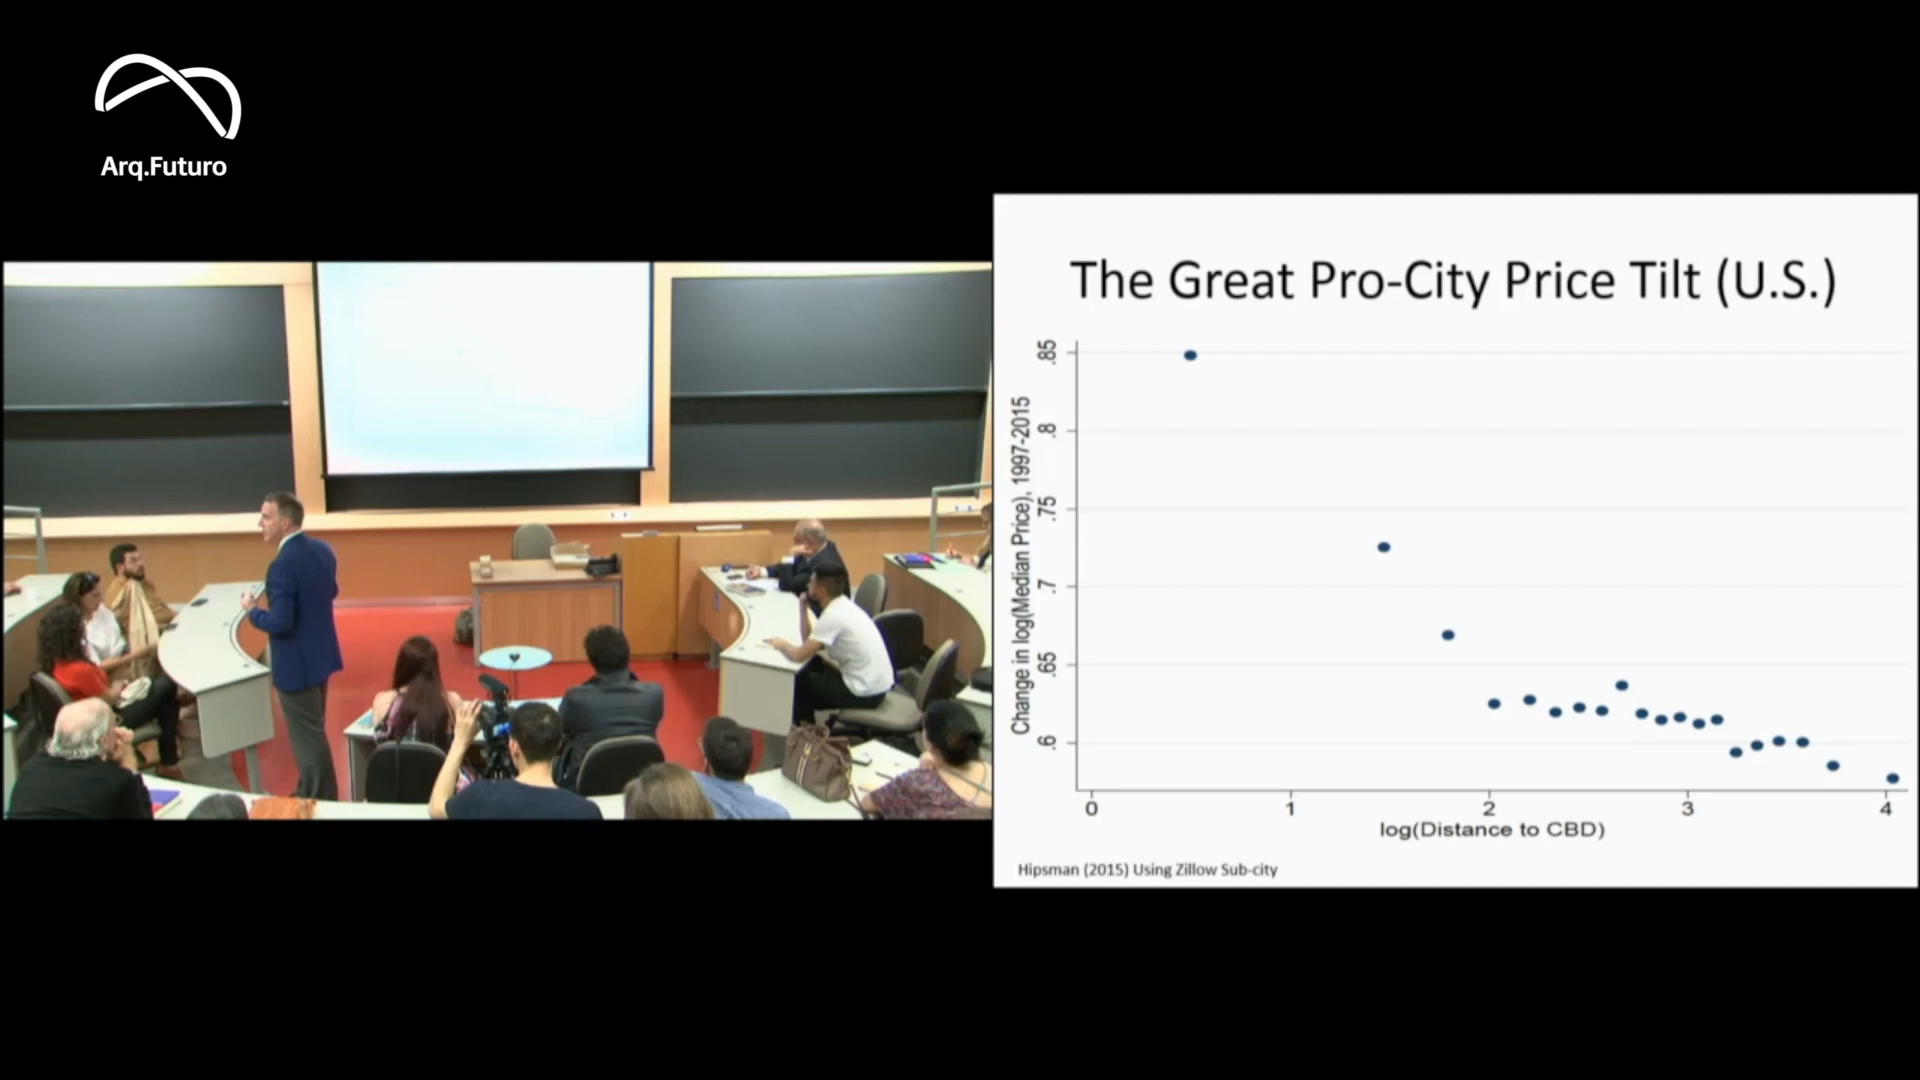 Arq.Futuro
The Great Pro-City Price Tilt (U.S.)
Change in log(Median Price), 1997-2015
.85
.8
.75
.7
.65
.6
0 1 2 3 4
log(Distance to CBD)
Hipsman (2015) Using Zillow Sub-city